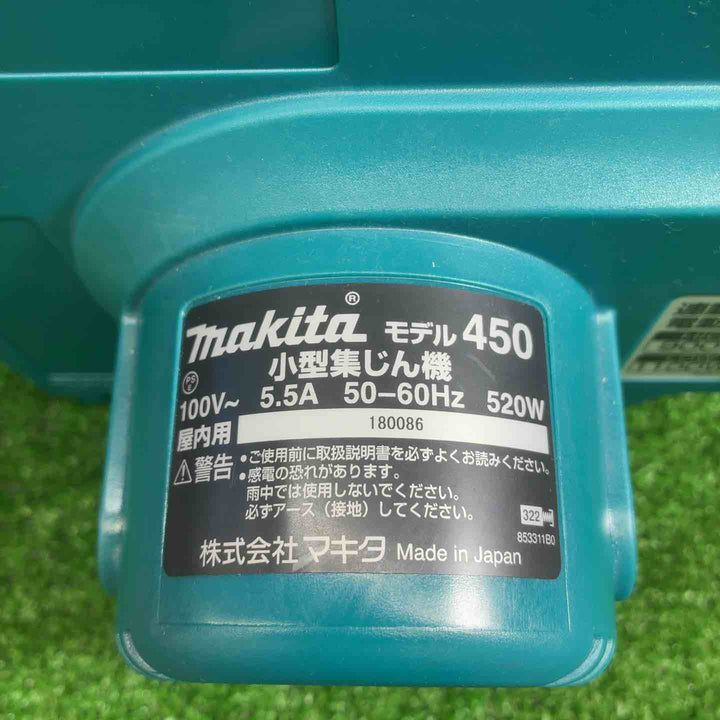 makita® モデル 450
小型集じん機
PS E
100V~ 5.5A 50-60Hz 520W
屋内用 180086
⚠警告 •ご使用前に取扱説明書を必ずよくお読みください。
•感電の恐れがあります。
雨中では使用しないでください。
必ずアース（接地）してください。
322
853311B0
株式会社 マキタ Made in Japan